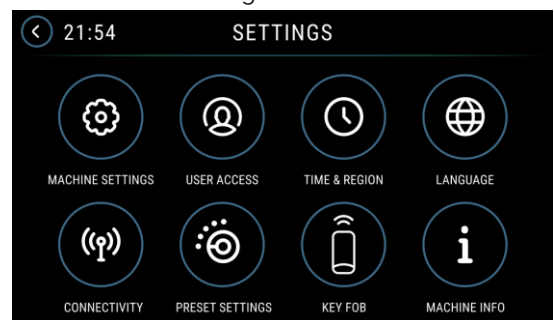 21:54 SETTINGS
MACHINE SETTINGS USER ACCESS TIME & REGION LANGUAGE
CONNECTIVITY PRESET SETTINGS KEY FOB MACHINE INFO